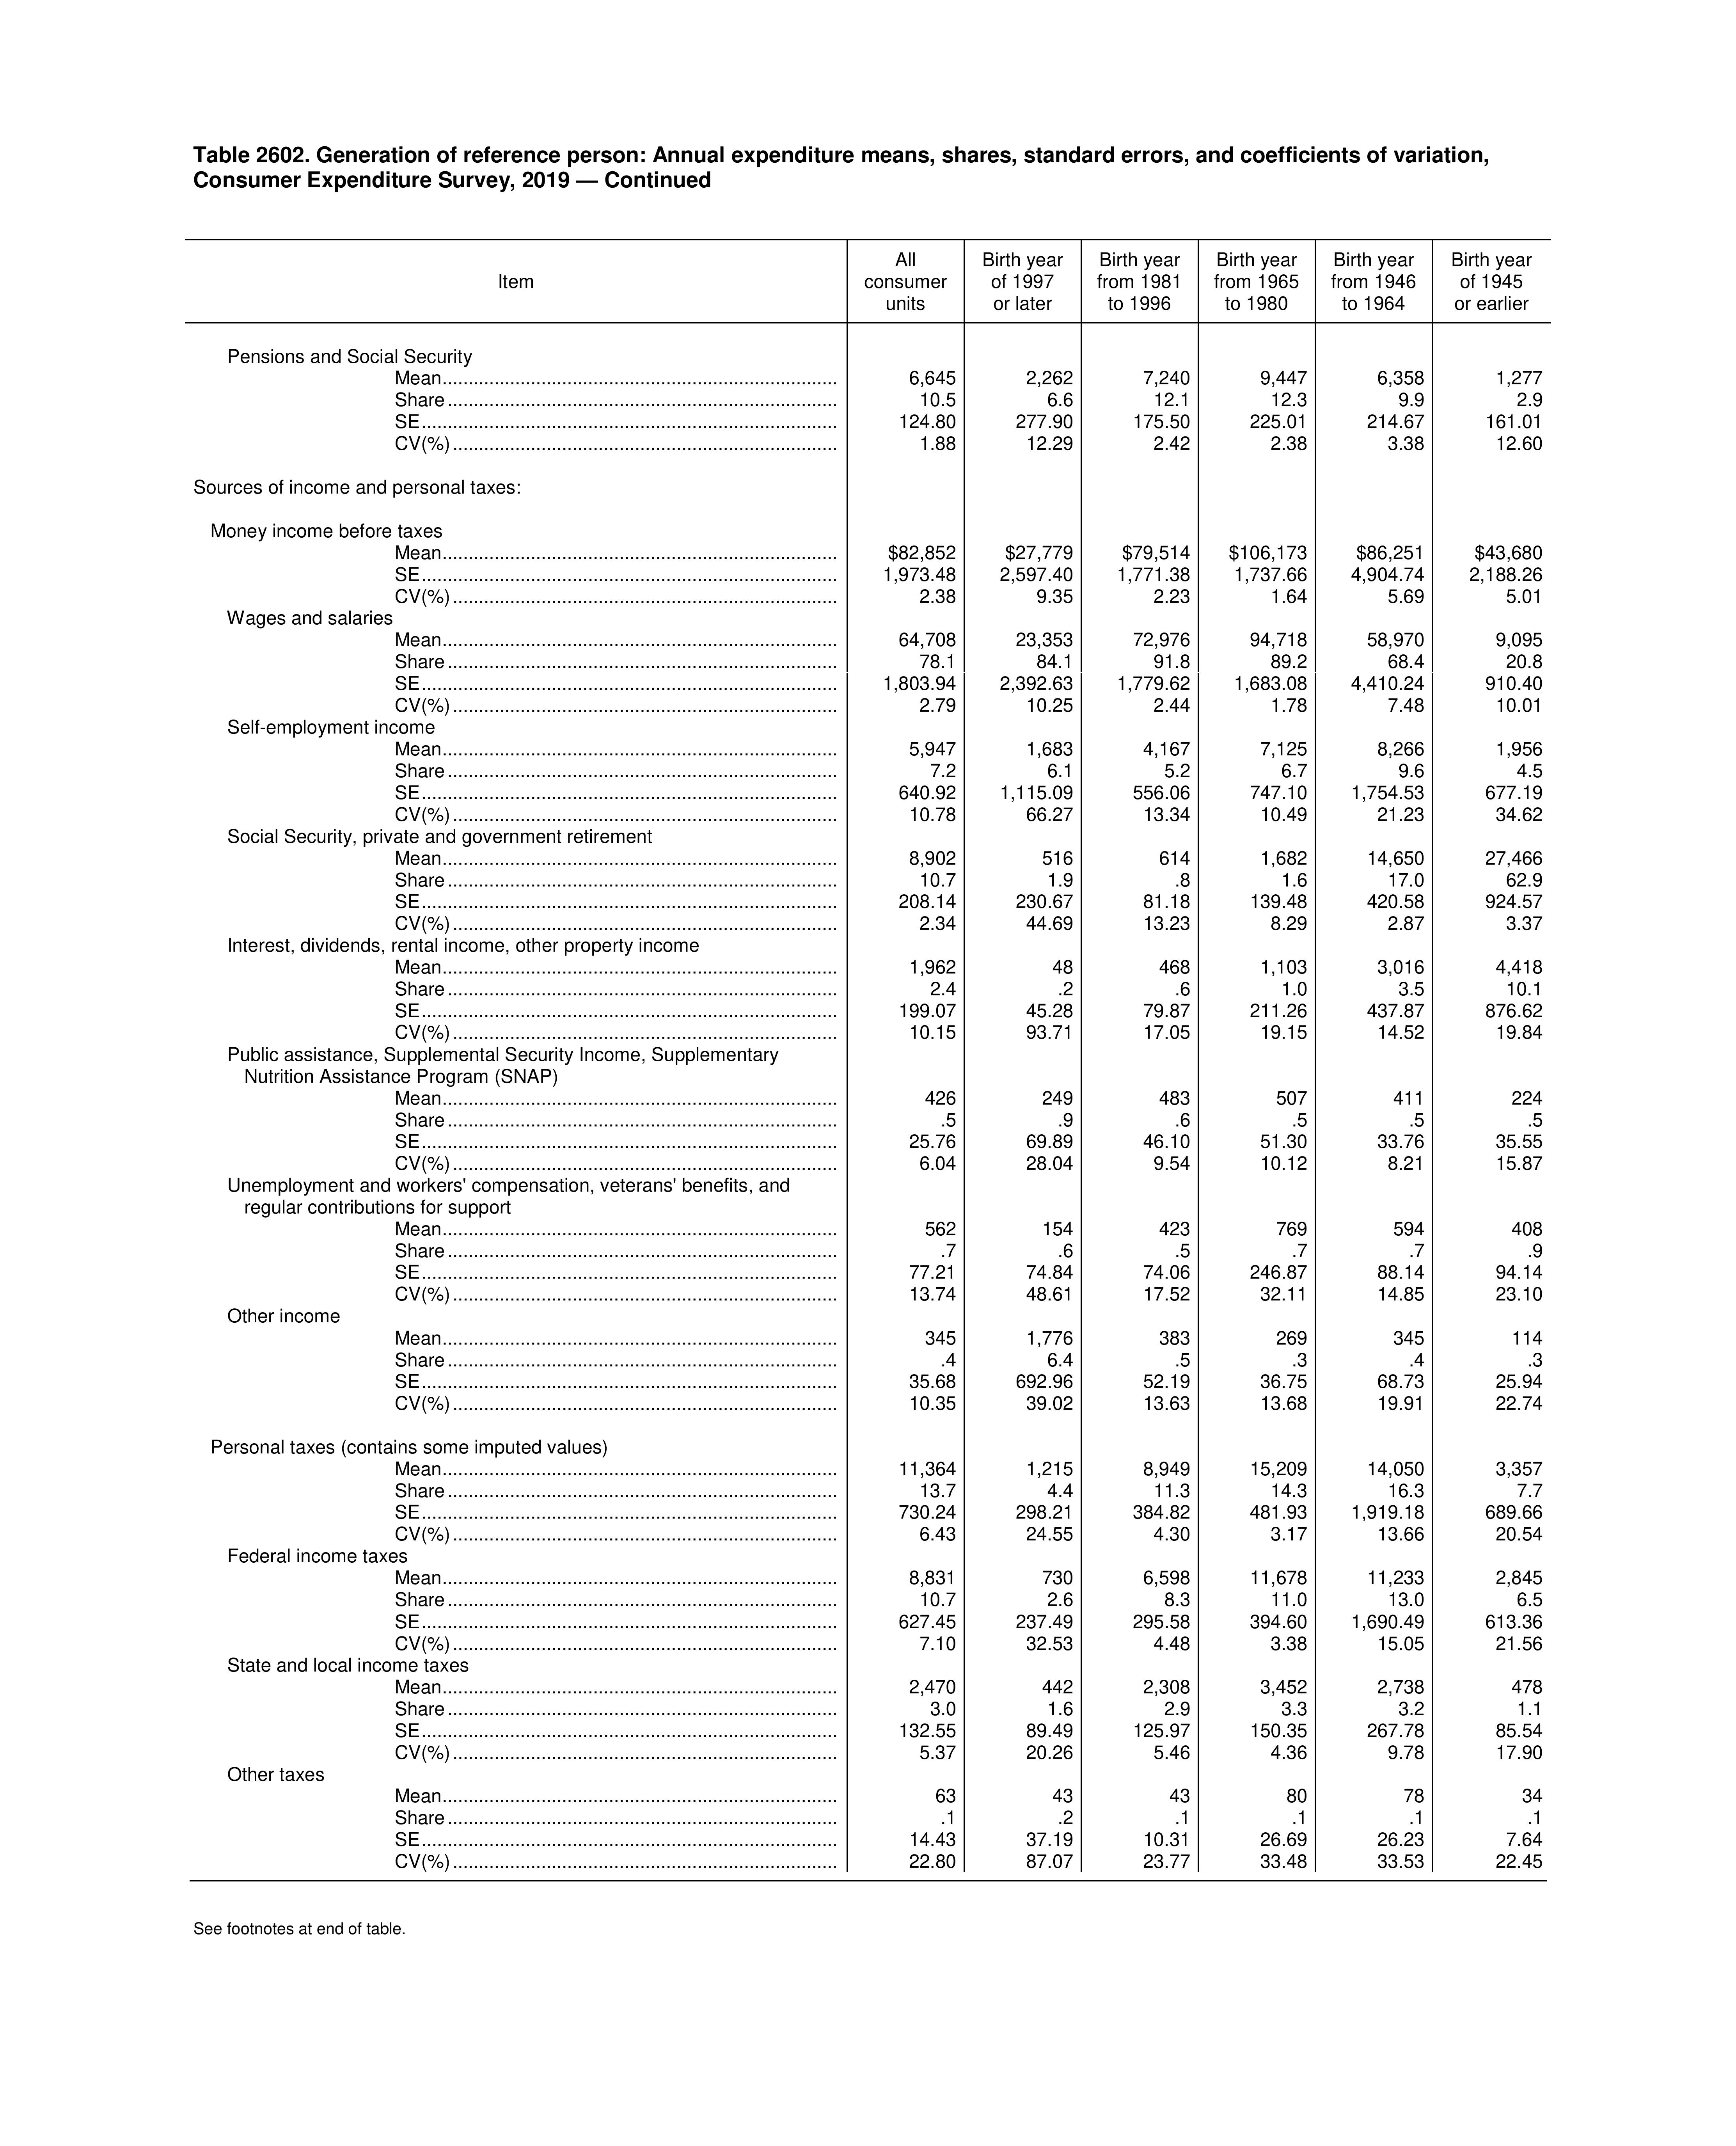 Table 2602. Generation of reference person: Annual expenditure means, shares, standard errors, and coefficients of variation,
Consumer Expenditure Survey, 2019 — Continued
Item
All consumer units
Birth year of 1997 or later
Birth year from 1981 to 1996
Birth year from 1965 to 1980
Birth year from 1946 to 1964
Birth year of 1945 or earlier
Pensions and Social Security
Mean 6,645 2,262 7,240 9,447 6,358 1,277
Share 10.5 6.6 12.1 12.3 9.9 2.9
SE 124.80 277.90 175.50 225.01 214.67 161.01
CV(%) 1.88 12.29 2.42 2.38 3.38 12.60
Sources of income and personal taxes:
Money income before taxes
Mean $82,852 $27,779 $79,514 $106,173 $86,251 $43,680
SE 1,973.48 2,597.40 1,771.38 1,737.66 4,904.74 2,188.26
CV(%) 2.38 9.35 2.23 1.64 5.69 5.01
Wages and salaries
Mean 64,708 23,353 72,976 94,718 58,970 9,095
Share 78.1 84.1 91.8 89.2 68.4 20.8
SE 1,803.94 2,392.63 1,779.62 1,683.08 4,410.24 910.40
CV(%) 2.79 10.25 2.44 1.78 7.48 10.01
Self-employment income
Mean 5,947 1,683 4,167 7,125 8,266 1,956
Share 7.2 6.1 5.2 6.7 9.6 4.5
SE 640.92 1,115.09 556.06 747.10 1,754.53 677.19
CV(%) 10.78 66.27 13.34 10.49 21.23 34.62
Social Security, private and government retirement
Mean 8,902 516 614 1,682 14,650 27,466
Share 10.7 1.9 .8 1.6 17.0 62.9
SE 208.14 230.67 81.18 139.48 420.58 924.57
CV(%) 2.34 44.69 13.23 8.29 2.87 3.37
Interest, dividends, rental income, other property income
Mean 1,962 48 468 1,103 3,016 4,418
Share 2.4 .2 .6 1.0 3.5 10.1
SE 199.07 45.28 79.87 211.26 437.87 876.62
CV(%) 10.15 93.71 17.05 19.15 14.52 19.84
Public assistance, Supplemental Security Income, Supplementary
Nutrition Assistance Program (SNAP)
Mean 426 249 483 507 411 224
Share .5 .9 .6 .5 .5 .5
SE 25.76 69.89 46.10 51.30 33.76 35.55
CV(%) 6.04 28.04 9.54 10.12 8.21 15.87
Unemployment and workers' compensation, veterans' benefits, and
regular contributions for support
Mean 562 154 423 769 594 408
Share .7 .6 .5 .7 .7 .9
SE 77.21 74.84 74.06 246.87 88.14 94.14
CV(%) 13.74 48.61 17.52 32.11 14.85 23.10
Other income
Mean 345 1,776 383 269 345 114
Share .4 6.4 .5 .3 .4 .3
SE 35.68 692.96 52.19 36.75 68.73 25.94
CV(%) 10.35 39.02 13.63 13.68 19.91 22.74
Personal taxes (contains some imputed values)
Mean 11,364 1,215 8,949 15,209 14,050 3,357
Share 13.7 4.4 11.3 14.3 16.3 7.7
SE 730.24 298.21 384.82 481.93 1,919.18 689.66
CV(%) 6.43 24.55 4.30 3.17 13.66 20.54
Federal income taxes
Mean 8,831 730 6,598 11,678 11,233 2,845
Share 10.7 2.6 8.3 11.0 13.0 6.5
SE 627.45 237.49 295.58 394.60 1,690.49 613.36
CV(%) 7.10 32.53 4.48 3.38 15.05 21.56
State and local income taxes
Mean 2,470 442 2,308 3,452 2,738 478
Share 3.0 1.6 2.9 3.3 3.2 1.1
SE 132.55 89.49 125.97 150.35 267.78 85.54
CV(%) 5.37 20.26 5.46 4.36 9.78 17.90
Other taxes
Mean 63 43 43 80 78 34
Share .1 .2 .1 .1 .1 .1
SE 14.43 37.19 10.31 26.69 26.23 7.64
CV(%) 22.80 87.07 23.77 33.48 33.53 22.45
See footnotes at end of table.